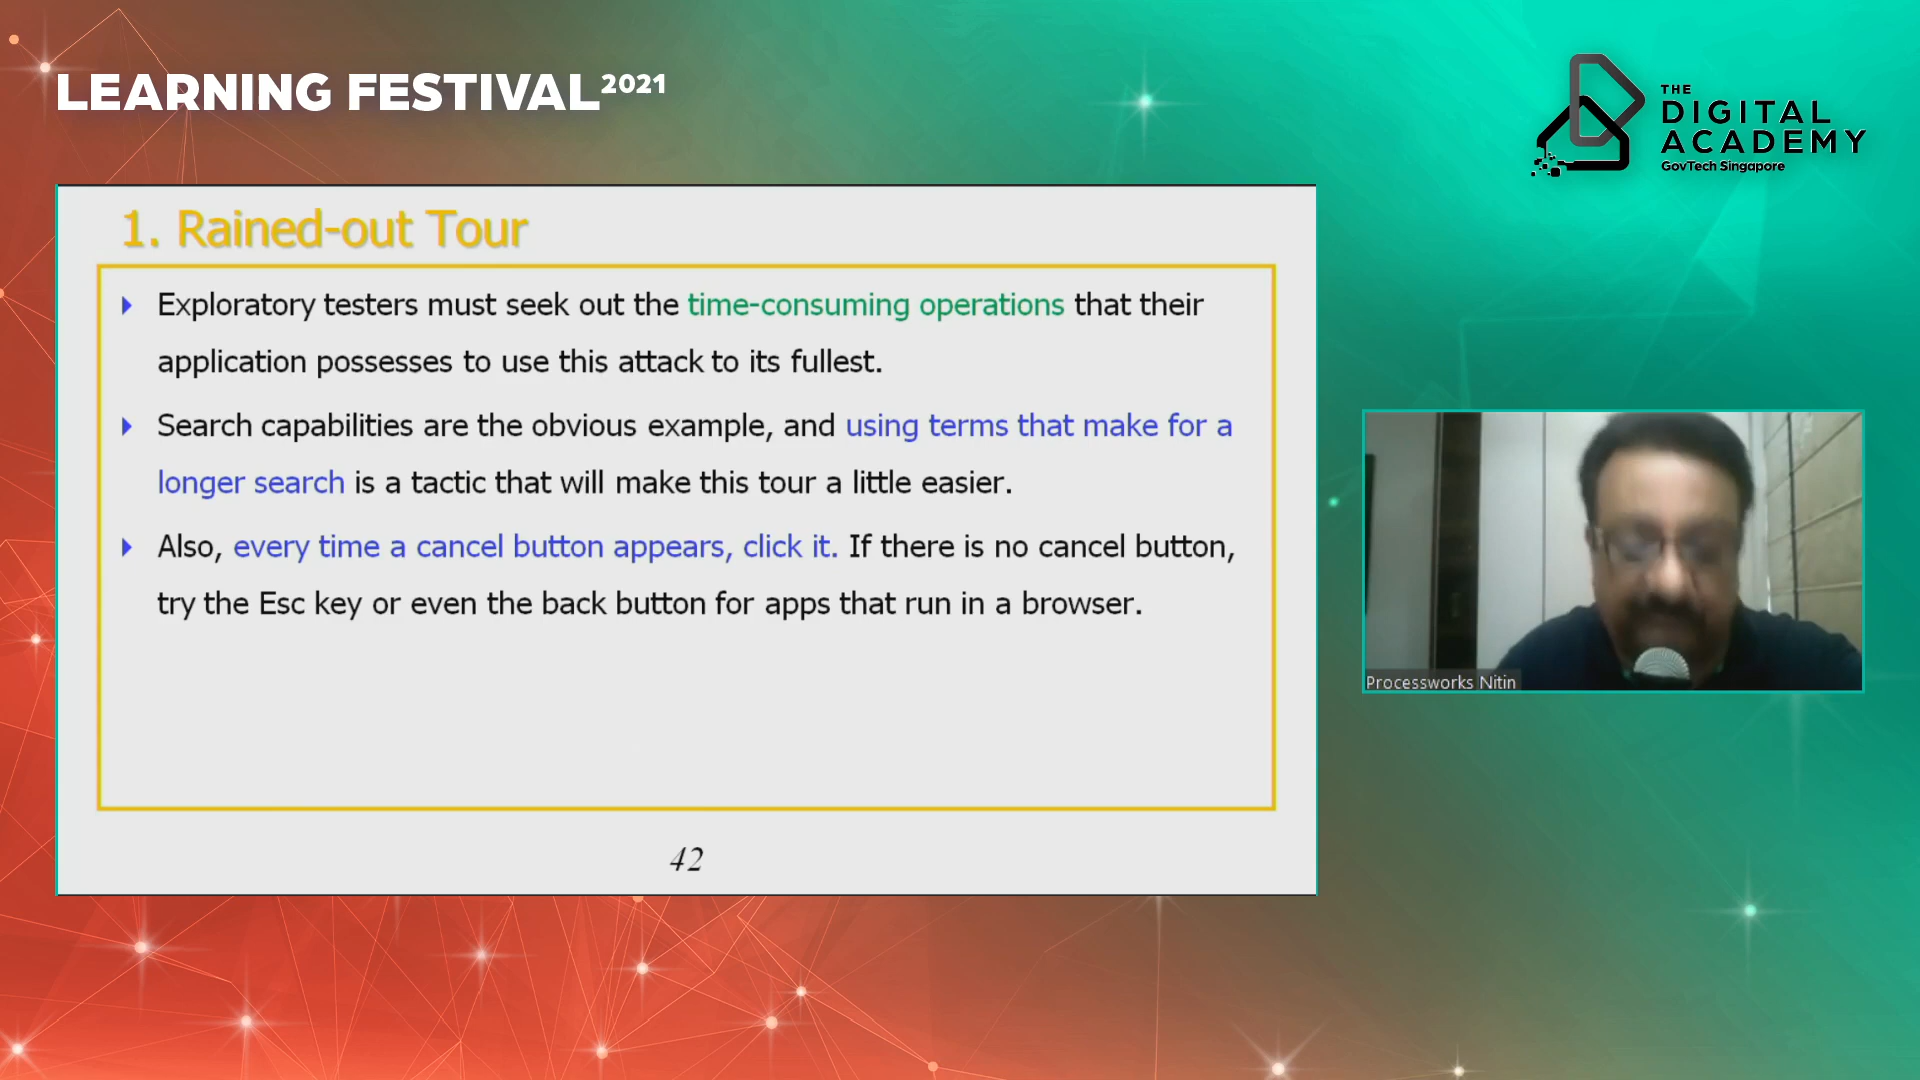 LEARNING FESTIVAL 2021
THE
DIGITAL
ACADEMY
GovTech Singapore
1. Rained-out Tour
Exploratory testers must seek out the time-consuming operations that their
application possesses to use this attack to its fullest.
Search capabilities are the obvious example, and using terms that make for a
longer search is a tactic that will make this tour a little easier.
Also, every time a cancel button appears, click it. If there is no cancel button,
try the Esc key or even the back button for apps that run in a browser.
42
Processworks Nitin